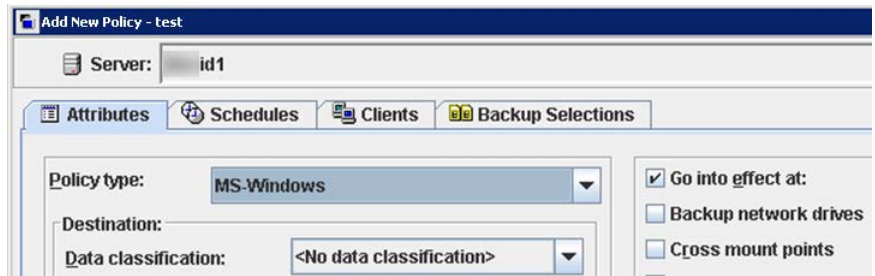 Add New Policy - test
Server: id1
Attributes Schedules Clients Backup Selections
Policy type: MS-Windows
Go into effect at:
Destination:
Backup network drives
Data classification: <No data classification>
Cross mount points